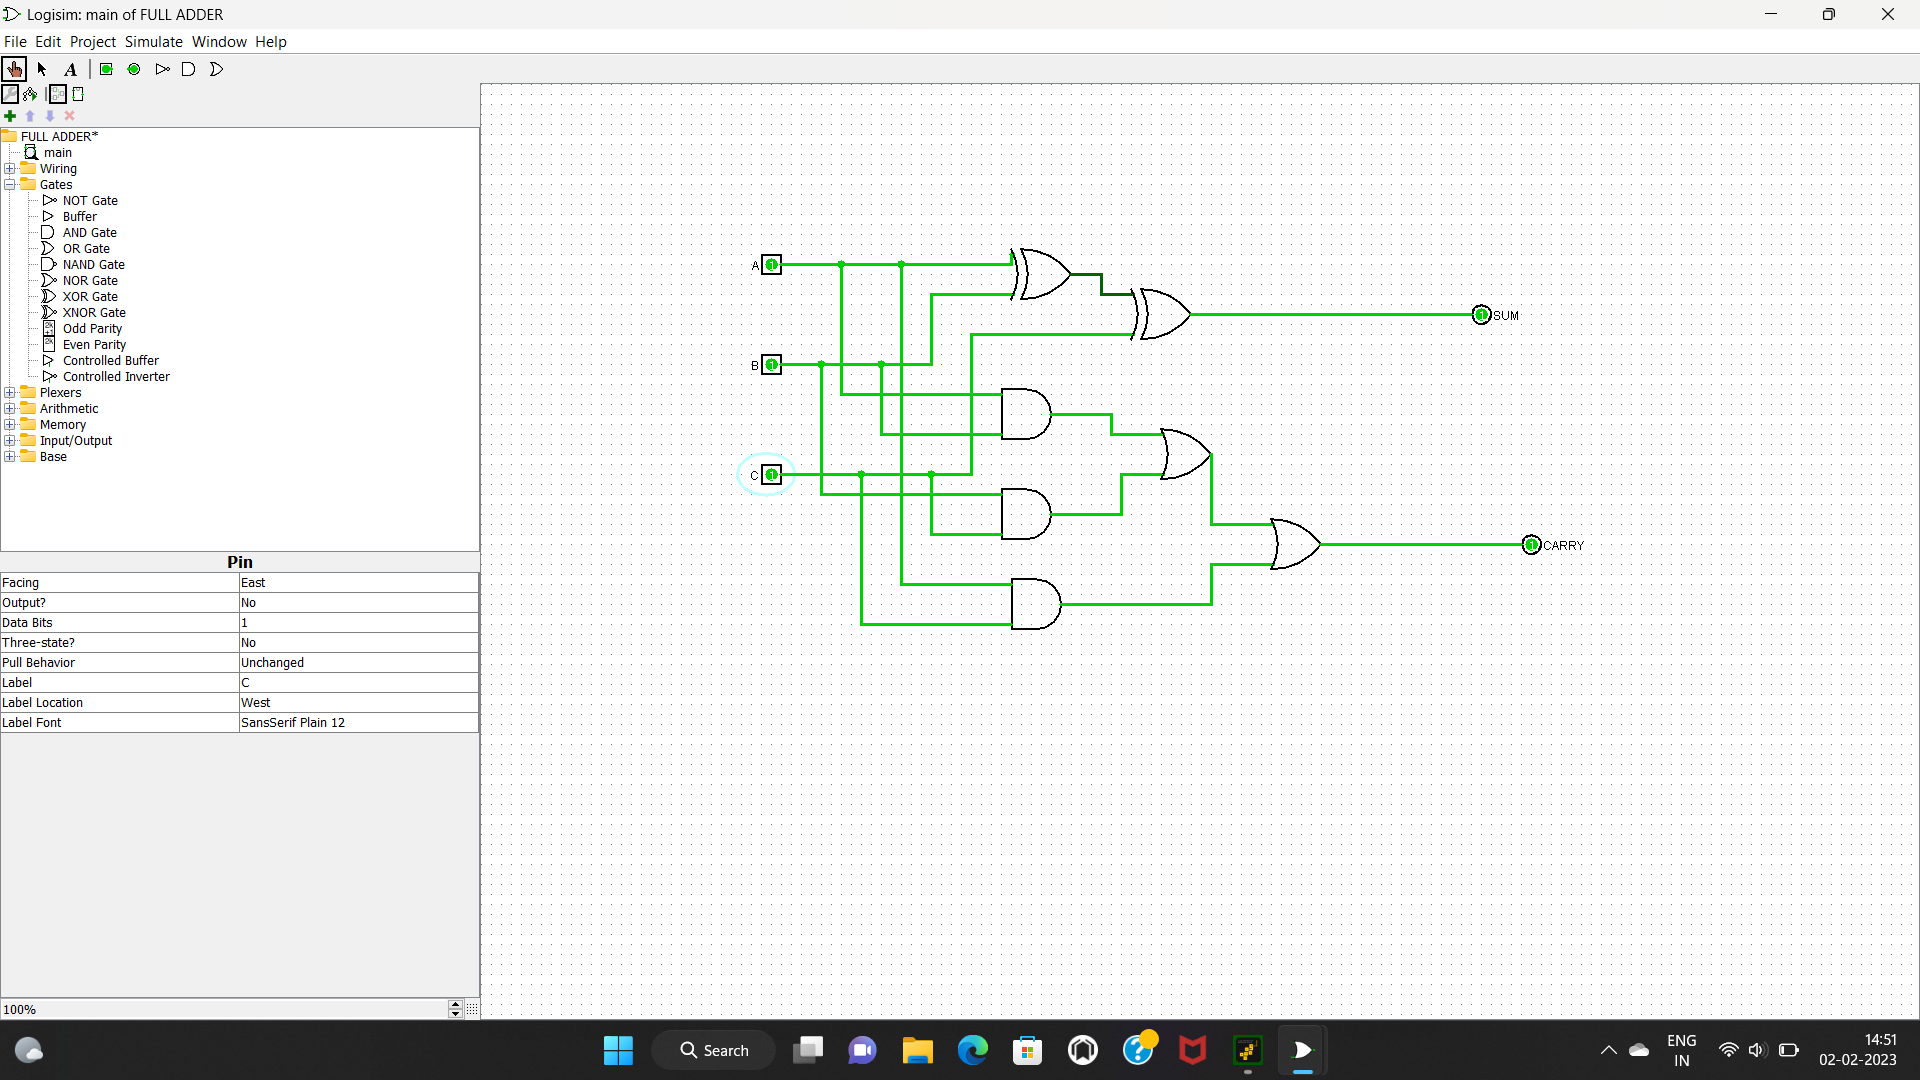 Logisim: main of FULL ADDER
File Edit Project Simulate Window Help
A
FULL ADDER*
main
Wiring
Gates
NOT Gate
Buffer
AND Gate
OR Gate
NAND Gate
NOR Gate
XOR Gate
XNOR Gate
Odd Parity
Even Parity
Controlled Buffer
Controlled Inverter
Plexers
Arithmetic
Memory
Input/Output
Base
Pin
Facing East
Output? No
Data Bits 1
Three-state? No
Pull Behavior Unchanged
Label C
Label Location West
Label Font SansSerif Plain 12
100%
A 1
B 1
C 1
1 SUM
1 CARRY
Search
ENG
IN
14:51
02-02-2023